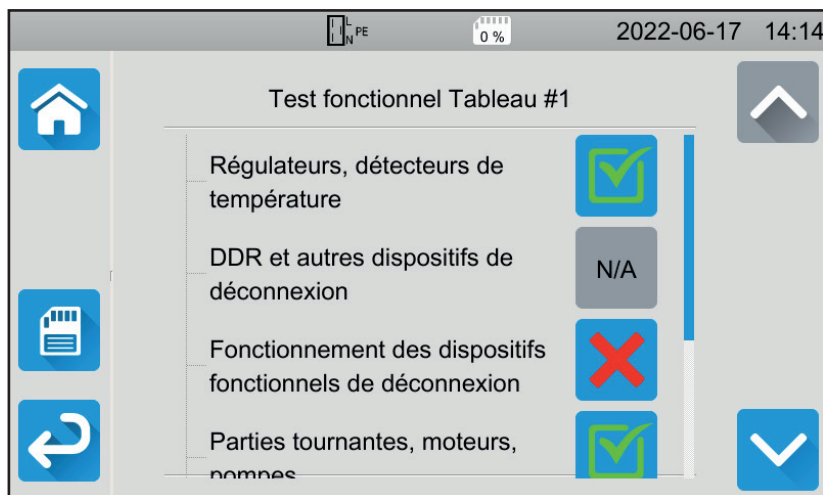 L
N PE
0 %
2022-06-17 14:14
Test fonctionnel Tableau #1
Régulateurs, détecteurs de
température
DDR et autres dispositifs de
déconnexion
N/A
Fonctionnement des dispositifs
fonctionnels de déconnexion
Parties tournantes, moteurs,
pompes